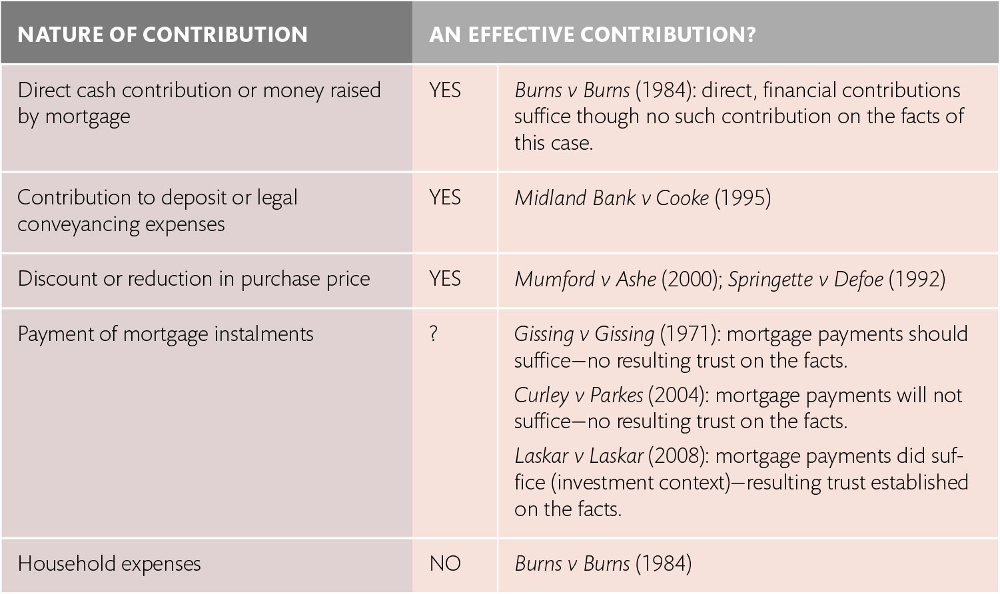 NATURE OF CONTRIBUTION
AN EFFECTIVE CONTRIBUTION?
Direct cash contribution or money raised
by mortgage
YES
Burns v Burns (1984): direct, financial contributions
suffice though no such contribution on the facts of
this case.
Contribution to deposit or legal
conveyancing expenses
YES
Midland Bank v Cooke (1995)
Discount or reduction in purchase price
YES
Mumford v Ashe (2000); Springette v Defoe (1992)
Payment of mortgage instalments
?
Gissing v Gissing (1971): mortgage payments should
suffice—no resulting trust on the facts.
Curley v Parkes (2004): mortgage payments will not
suffice—no resulting trust on the facts.
Laskar v Laskar (2008): mortgage payments did suf-
fice (investment context)—resulting trust established
on the facts.
Household expenses
NO
Burns v Burns (1984)